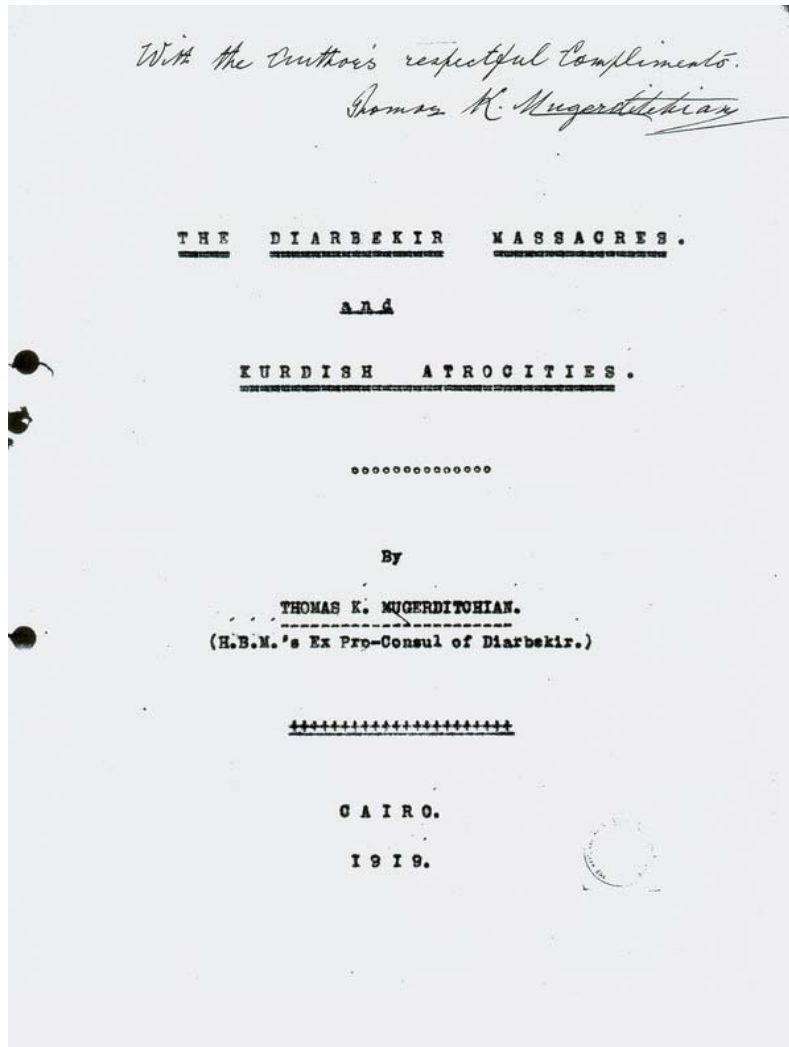 With the Author's respectful Compliments.
Thomas K. Mugerditchian
THE DIARBEKIR MASSACRES.
and
KURDISH ATROCITIES.
By
THOMAS K. MUGERDITCHIAN.
(H.B.M.'s Ex Pro-Consul of Diarbekir.)
CAIRO.
1919.